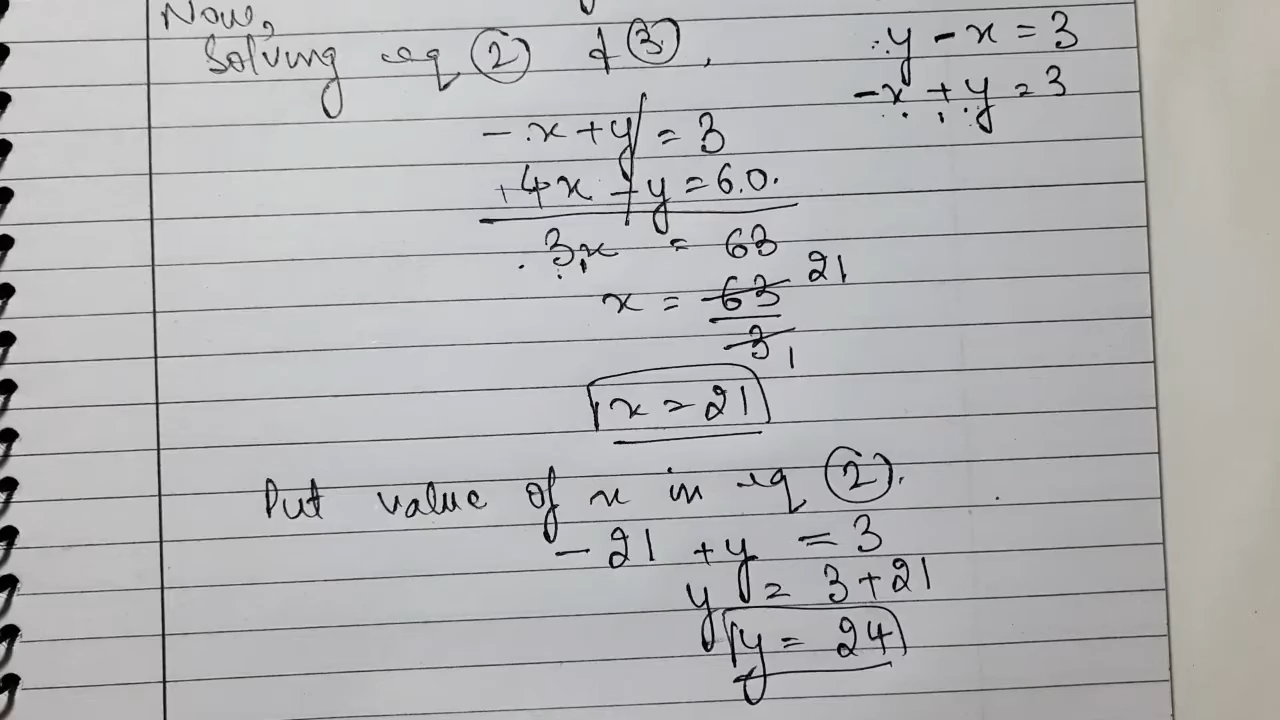 Now,
Solving eq ② & ③,
y - x = 3
-x + y = 3
- x + y = 3
+4x - y = 60.
3x = 63
x = 63 21
3 1
x = 21
Put value of x in eq ②.
- 21 + y = 3
y = 3 + 21
y = 24